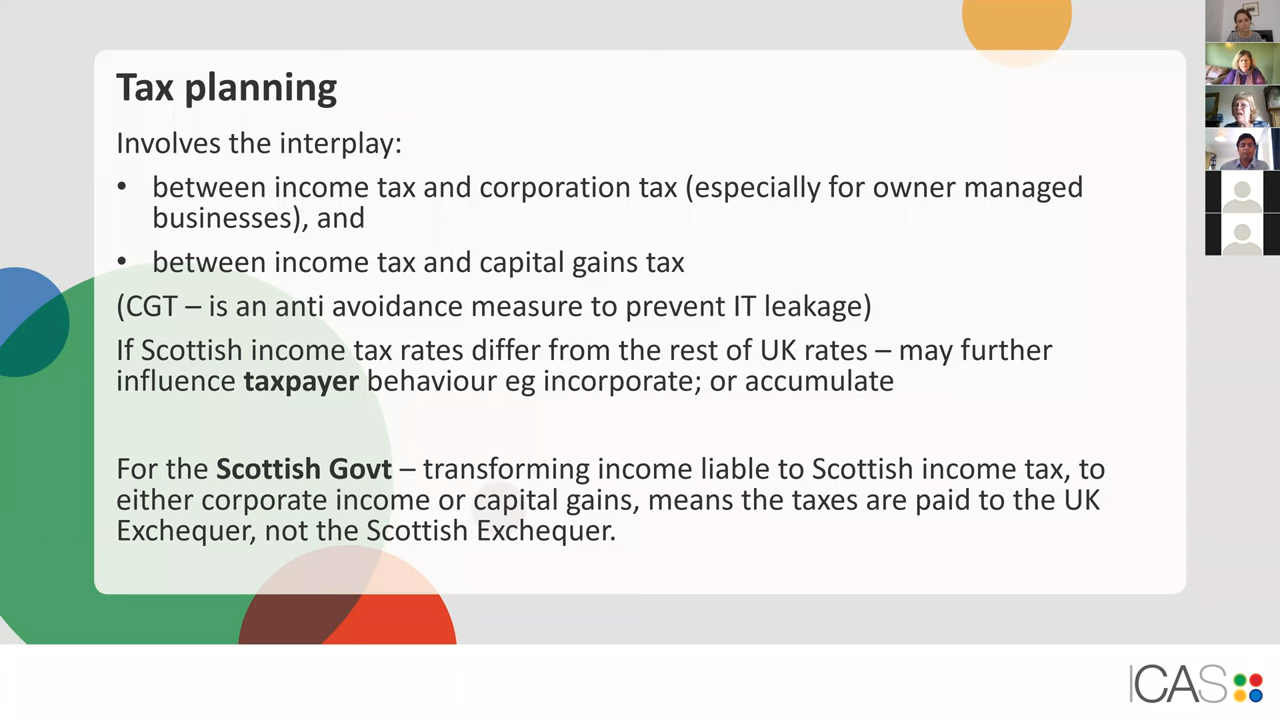 Tax planning
Involves the interplay:
• between income tax and corporation tax (especially for owner managed
businesses), and
• between income tax and capital gains tax
(CGT – is an anti avoidance measure to prevent IT leakage)
If Scottish income tax rates differ from the rest of UK rates – may further
influence taxpayer behaviour eg incorporate; or accumulate
For the Scottish Govt – transforming income liable to Scottish income tax, to
either corporate income or capital gains, means the taxes are paid to the UK
Exchequer, not the Scottish Exchequer.
ICAS